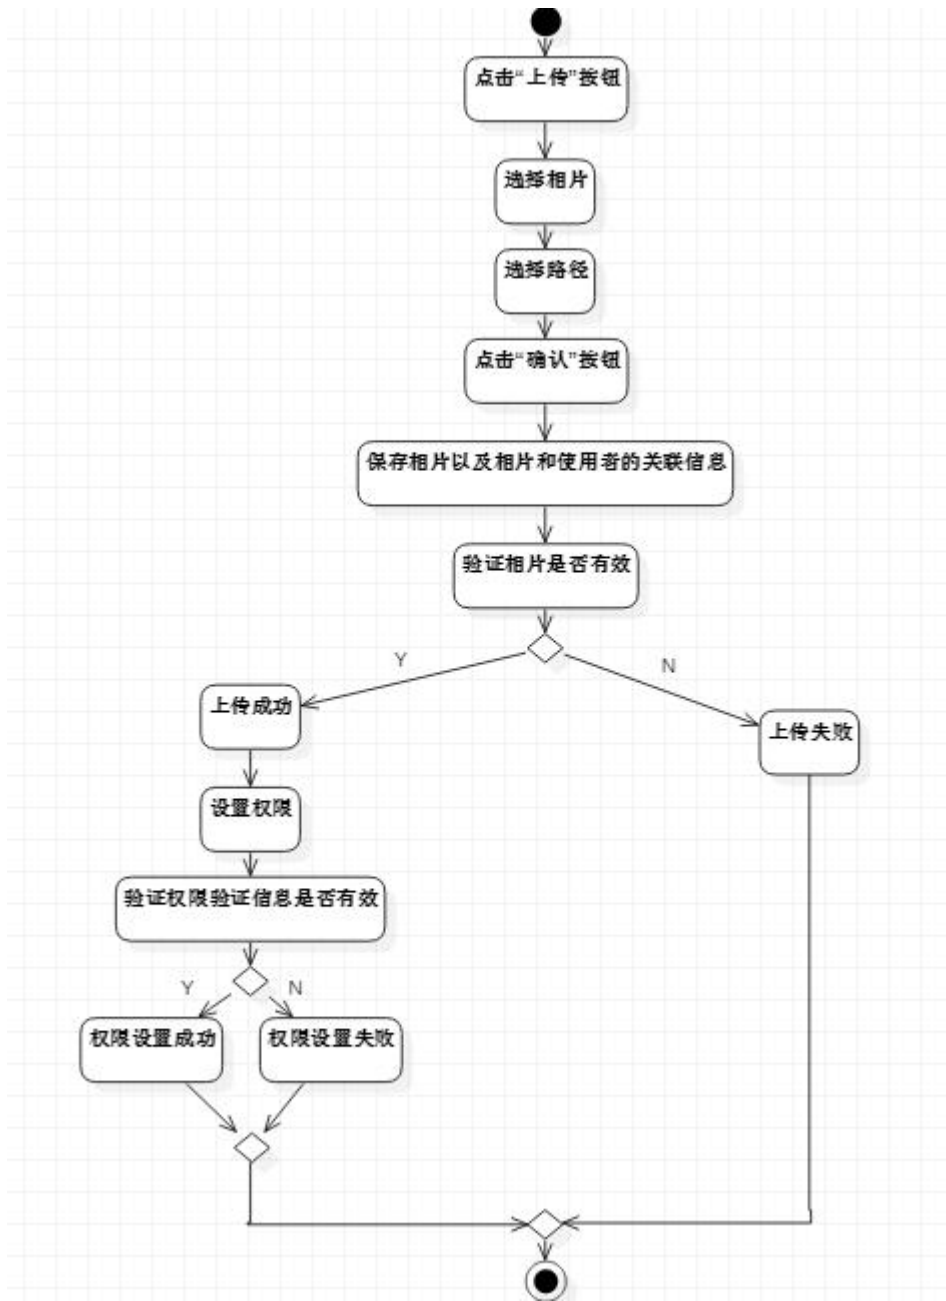 点击“上传”按钮
选择相片
选择路径
点击“确认”按钮
保存相片以及相片和使用者的关联信息
验证相片是否有效
Y
N
上传成功
上传失败
设置权限
验证权限验证信息是否有效
Y
N
权限设置成功
权限设置失败